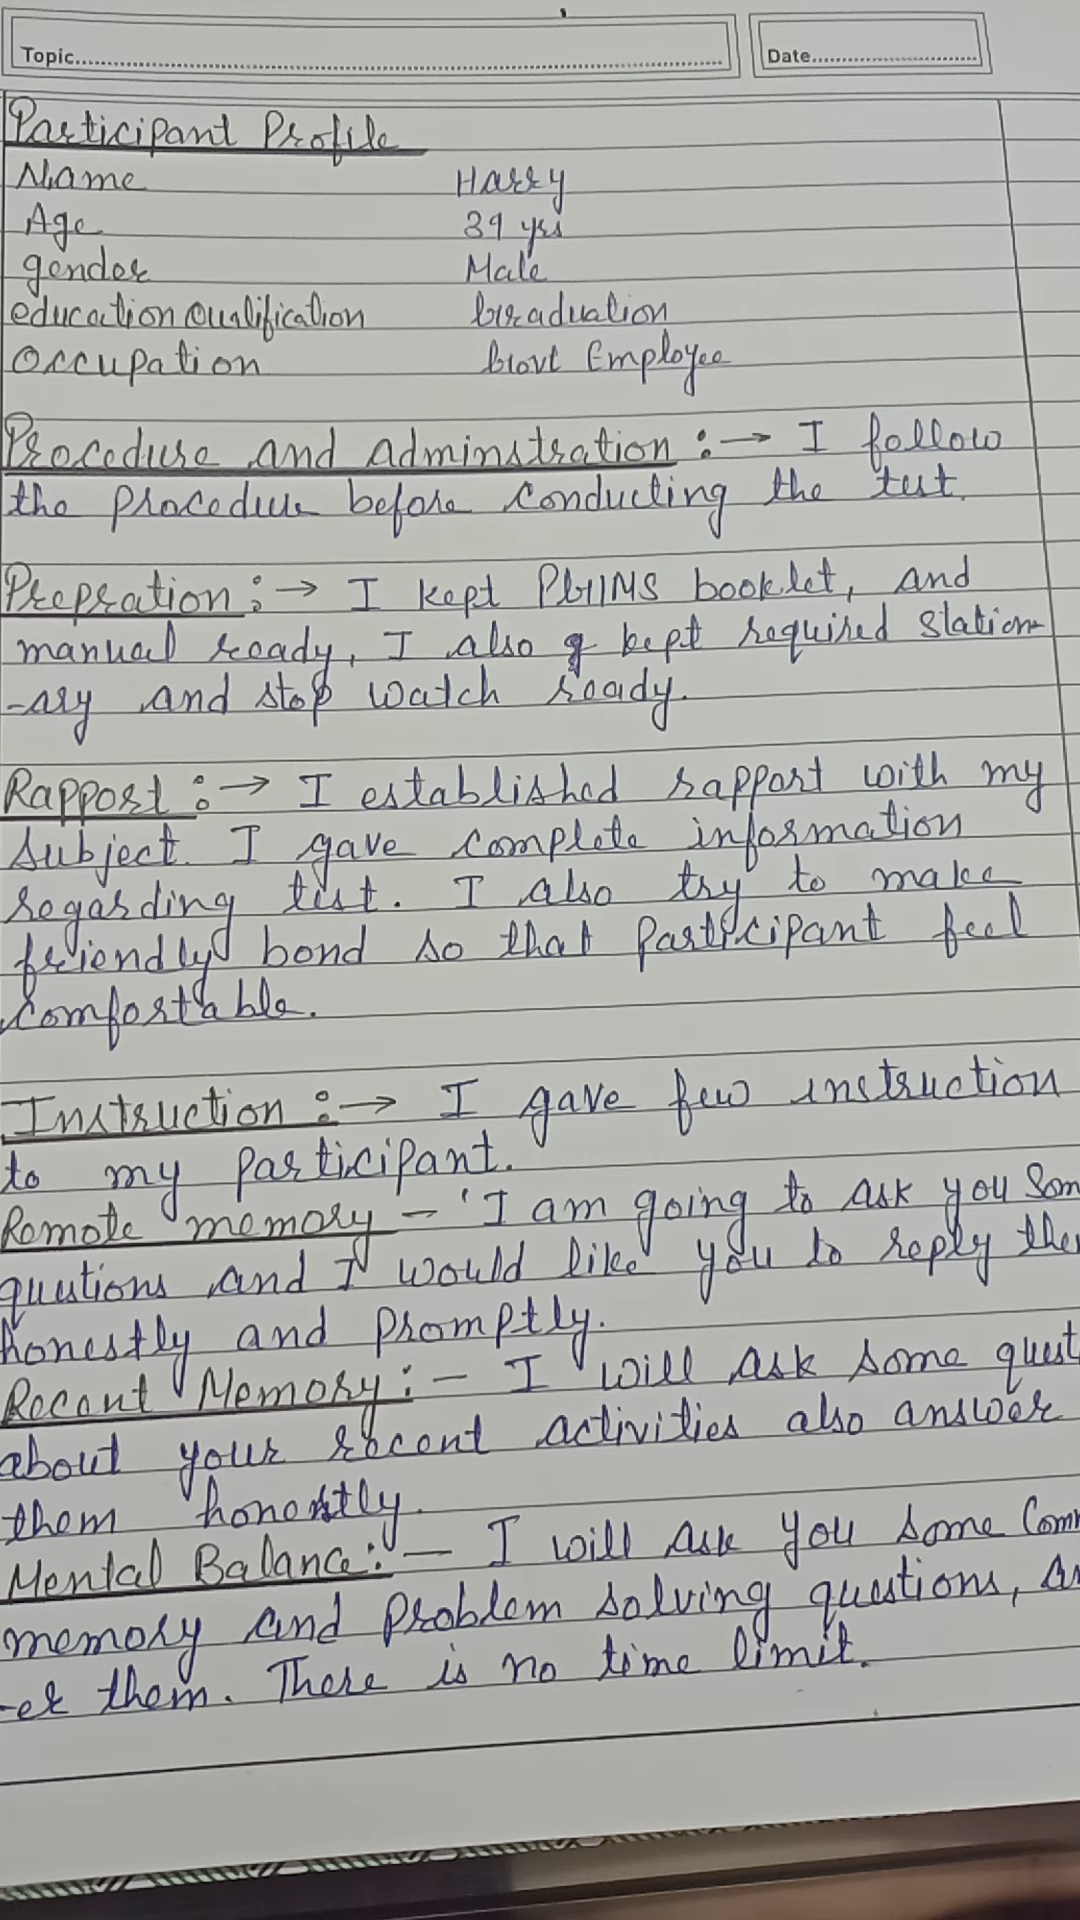 Topic
Date
Participant Profile
Name Harry
Age 39 yrs
gender Male
education Qualification Graduation
Occupation Govt Employee
Procedure and adminstration :→ I follow
the procedure before conducting the test.
Prepration :→ I kept PGIIMS booklet, and
manual ready, I also kept required station-
-ary and stop watch ready.
Rapport :→ I established rapport with my
subject. I gave complete information
regarding test. I also try to make
friendly bond so that participant feel
comfortable.
Instruction :→ I gave few instruction
to my participant.
Remote memory - 'I am going to ask you Som
questions and I would like you to reply the
honestly and promptly.
Recent Memory :- I will ask some quest
about your recent activities also answer
them honestly.
Mental Balance :- I will ask you some Comm
memory and problem solving questions, an
-er them. There is no time limit.